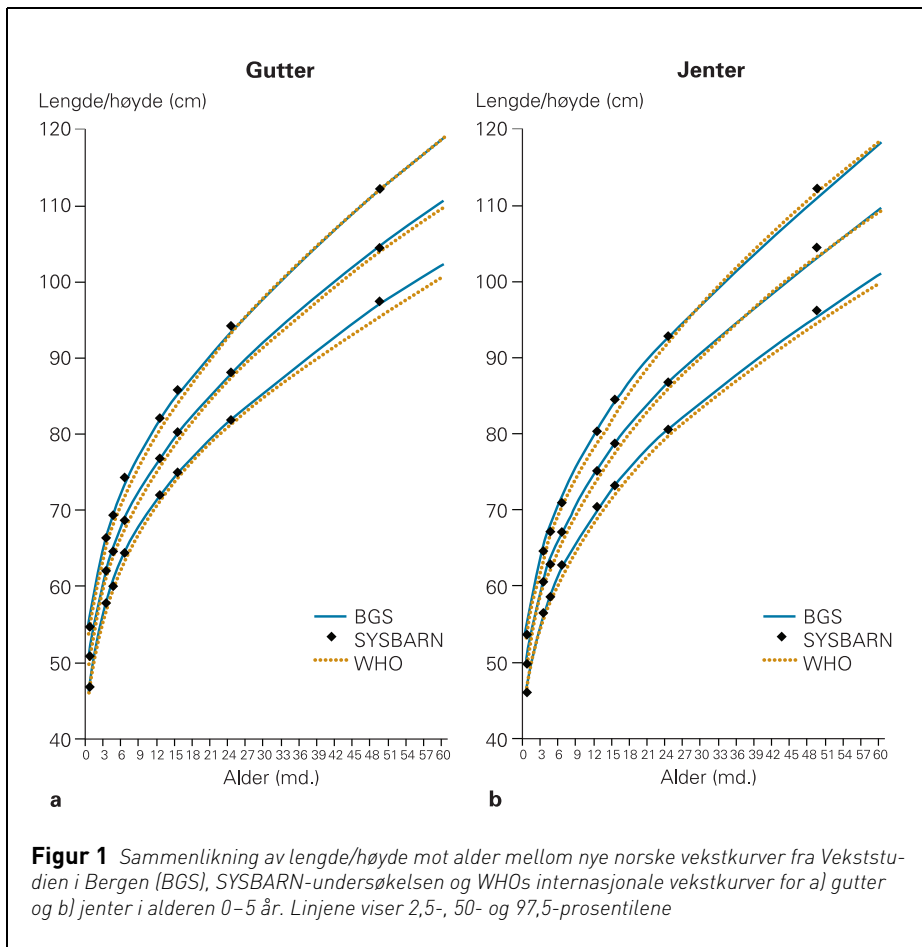 Gutter
Lengde/høyde (cm)
120
110
100
90
80
70
60
50
40
0 3 6 9 12 15 18 21 24 27 30 33 36 39 42 45 48 51 54 57 60
Alder (md.)
BGS
SYSBARN
WHO
a
Jenter
Lengde/høyde (cm)
120
110
100
90
80
70
60
50
40
0 3 6 9 12 15 18 21 24 27 30 33 36 39 42 45 48 51 54 57 60
Alder (md.)
BGS
SYSBARN
WHO
b
Figur 1 Sammenlikning av lengde/høyde mot alder mellom nye norske vekstkurver fra Vekststu-
dien i Bergen (BGS), SYSBARN-undersøkelsen og WHOs internasjonale vekstkurver for a) gutter
og b) jenter i alderen 0–5 år. Linjene viser 2,5-, 50- og 97,5-prosentilene